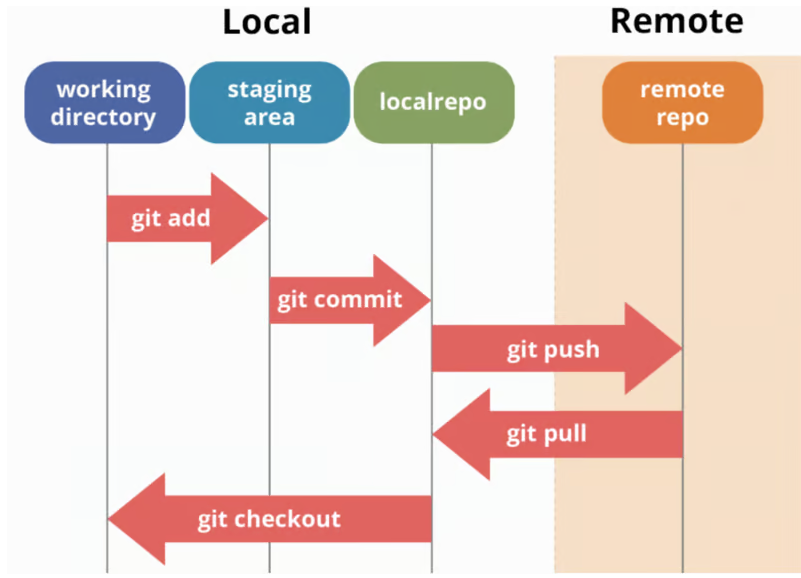 Local
Remote
working
directory
staging
area
localrepo
remote
repo
git add
git commit
git push
git pull
git checkout